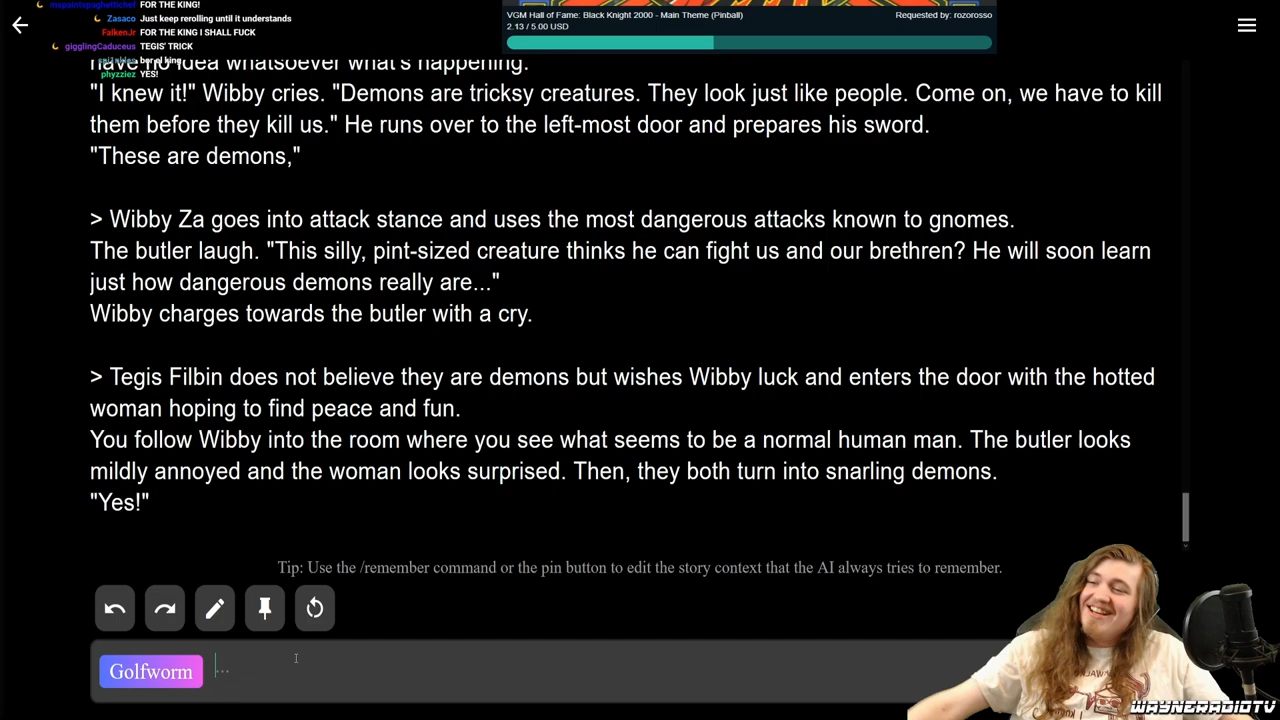 mcpaintspaghettichef FOR THE KING!
Zasaco Just keep rerolling until it understands
FalkenJr FOR THE KING I SHALL FUCK
gigglingCaduceus TEGIS' TRICK
ber el king
phyzziez YES!
VGM Hall of Fame: Black Knight 2000 - Main Theme (Pinball)
Requested by: rozorosso
2.13 / 5.00 USD
have no idea whatsoever what's happening.
"I knew it!" Wibby cries. "Demons are tricksy creatures. They look just like people. Come on, we have to kill
them before they kill us." He runs over to the left-most door and prepares his sword.
"These are demons,"
> Wibby Za goes into attack stance and uses the most dangerous attacks known to gnomes.
The butler laugh. "This silly, pint-sized creature thinks he can fight us and our brethren? He will soon learn
just how dangerous demons really are..."
Wibby charges towards the butler with a cry.
> Tegis Filbin does not believe they are demons but wishes Wibby luck and enters the door with the hotted
woman hoping to find peace and fun.
You follow Wibby into the room where you see what seems to be a normal human man. The butler looks
mildly annoyed and the woman looks surprised. Then, they both turn into snarling demons.
"Yes!"
Tip: Use the /remember command or the pin button to edit the story context that the AI always tries to remember.
Golfworm ...
WAYNERADIOTV